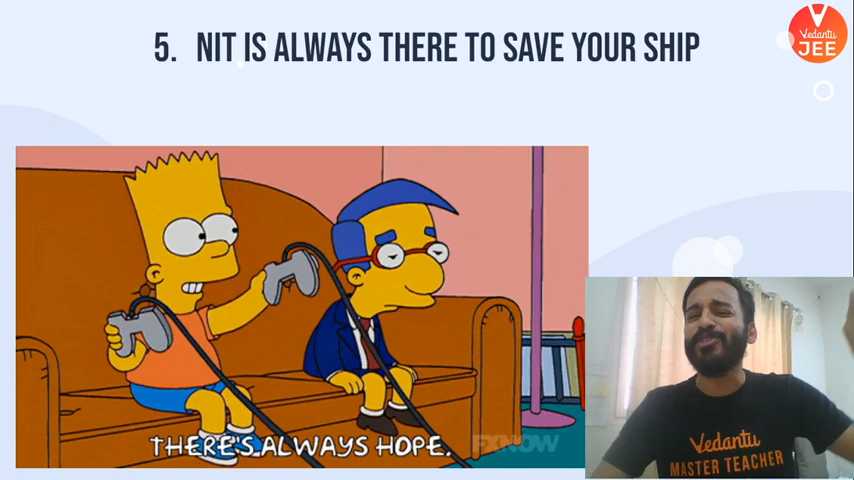 5. NIT IS ALWAYS THERE TO SAVE YOUR SHIP
Vedantu
JEE
THERE'S ALWAYS HOPE.
FXNOW
Vedantu
MASTER TEACHER